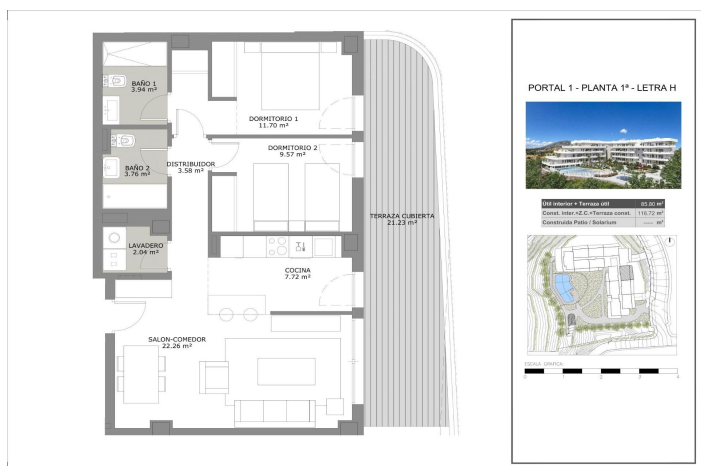 BAÑO 1
3.94 m²
DORMITORIO 1
11.70 m²
DORMITORIO 2
9.57 m²
BAÑO 2
3.76 m²
DISTRIBUIDOR
3.58 m²
TERRAZA CUBIERTA
21.23 m²
LAVADERO
2.04 m²
COCINA
7.72 m²
SALON-COMEDOR
22.26 m²
PORTAL 1 - PLANTA 1ª - LETRA H
Útil interior + Terraza útil 85.80 m²
Const. inter.+Z.C.+Terraza const. 116.72 m²
Construida Patio / Solarium ----- m²
ESCALA GRAFICA:
0 1 2 3 4